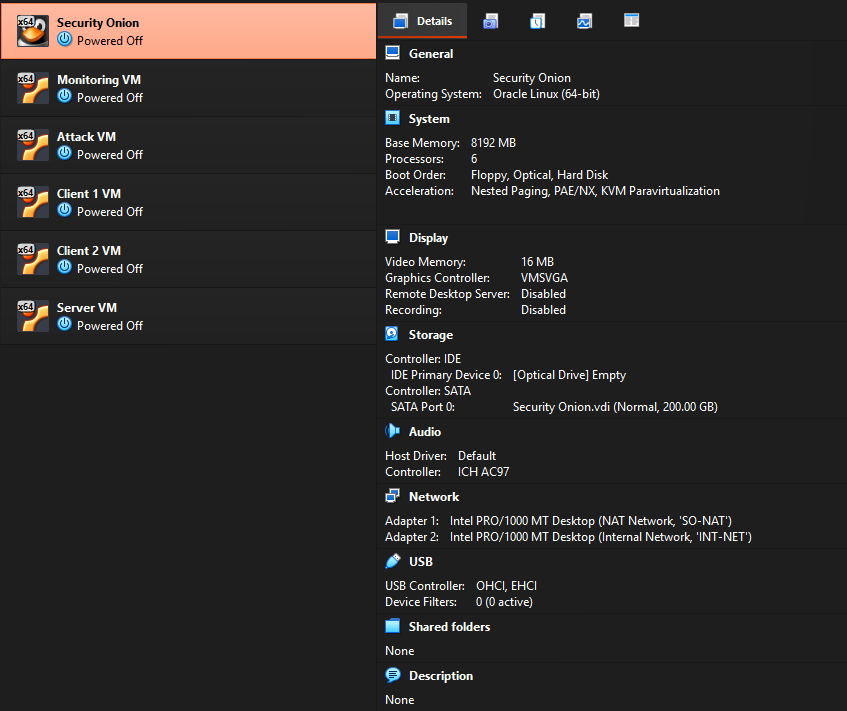 x64
Security Onion
Powered Off
x64
Monitoring VM
Powered Off
x64
Attack VM
Powered Off
x64
Client 1 VM
Powered Off
x64
Client 2 VM
Powered Off
x64
Server VM
Powered Off
Details
General
Name: Security Onion
Operating System: Oracle Linux (64-bit)
System
Base Memory: 8192 MB
Processors: 6
Boot Order: Floppy, Optical, Hard Disk
Acceleration: Nested Paging, PAE/NX, KVM Paravirtualization
Display
Video Memory: 16 MB
Graphics Controller: VMSVGA
Remote Desktop Server: Disabled
Recording: Disabled
Storage
Controller: IDE
IDE Primary Device 0: [Optical Drive] Empty
Controller: SATA
SATA Port 0: Security Onion.vdi (Normal, 200.00 GB)
Audio
Host Driver: Default
Controller: ICH AC97
Network
Adapter 1: Intel PRO/1000 MT Desktop (NAT Network, 'SO-NAT')
Adapter 2: Intel PRO/1000 MT Desktop (Internal Network, 'INT-NET')
USB
USB Controller: OHCI, EHCI
Device Filters: 0 (0 active)
Shared folders
None
Description
None